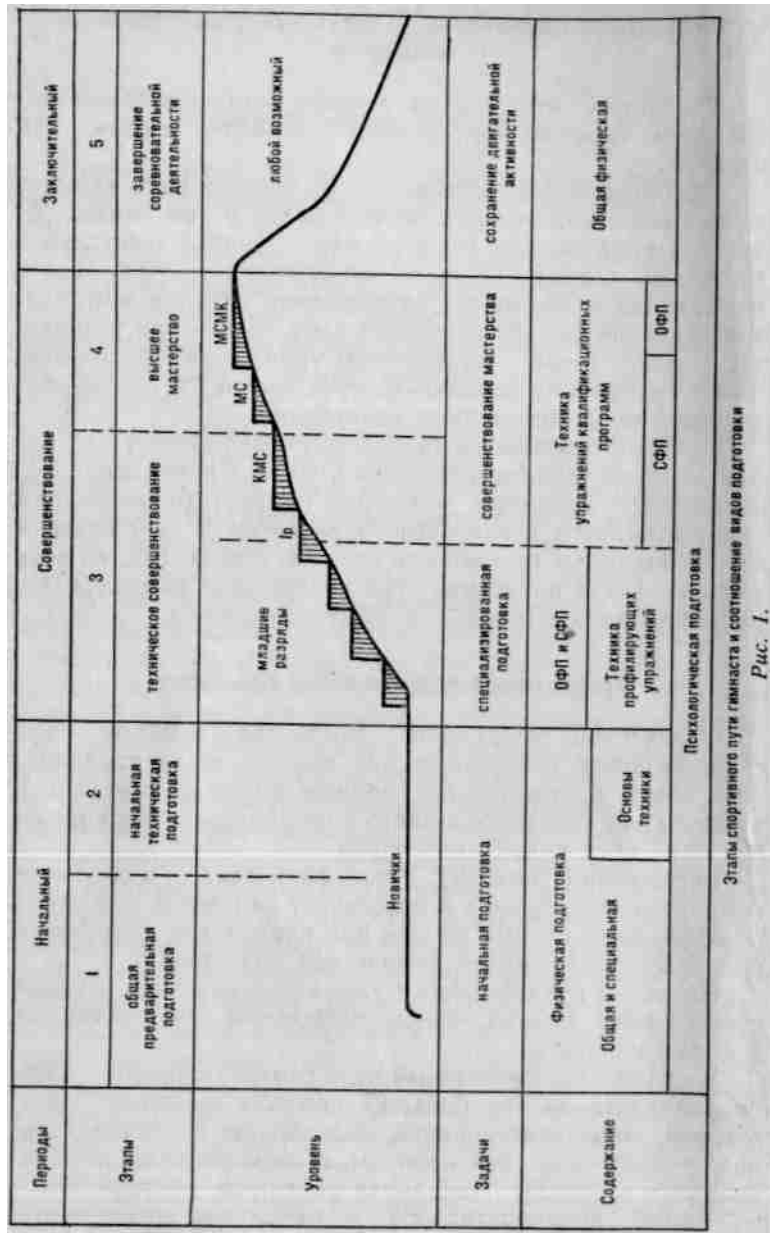 Периоды
Начальный
Совершенствование
Заключительный
Этапы
1
2
3
4
5
общая
предварительная
подготовка
начальная
техническая
подготовка
техническое совершенствование
высшее
мастерство
завершение
соревновательной
деятельности
Уровень
Новички
младшие
разряды
Iр.
КМС
МС
МСМК
любой возможный
Задачи
начальная подготовка
специализированная
подготовка
совершенствование мастерства
сохранение двигательной
активности
Содержание
Физическая подготовка
Общая и специальная
Основы
техники
ОФП и СФП
Техника
профилирующих
упражнений
Техника
упражнений квалификационных
программ
СФП
ОФП
Общая физическая
Психологическая подготовка
Этапы спортивного пути гимнаста и соотношение видов подготовки
Рис. 1.